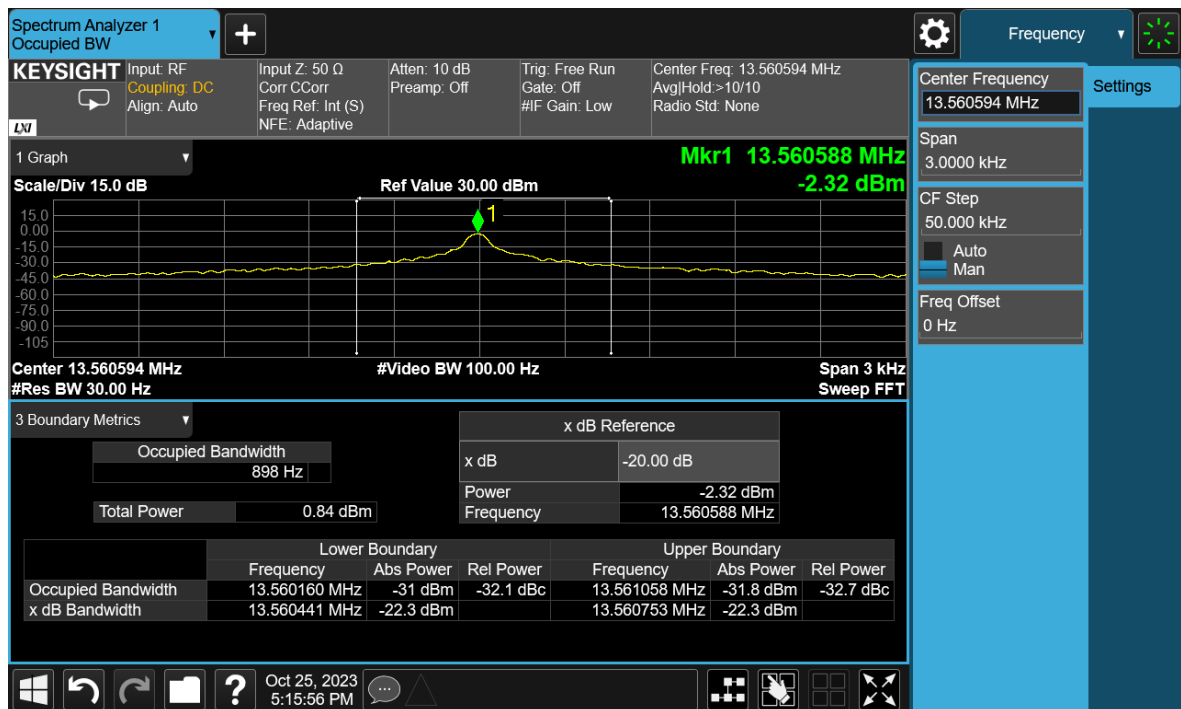 Spectrum Analyzer 1
Occupied BW
Frequency
KEYSIGHT
LXI
Input: RF
Coupling: DC
Align: Auto
Input Z: 50 Ω
Corr CCorr
Freq Ref: Int (S)
NFE: Adaptive
Atten: 10 dB
Preamp: Off
Trig: Free Run
Gate: Off
#IF Gain: Low
Center Freq: 13.560594 MHz
Avg|Hold:>10/10
Radio Std: None
Center Frequency
13.560594 MHz
Settings
Span
3.0000 kHz
CF Step
50.000 kHz
Auto
Man
Freq Offset
0 Hz
1 Graph
Mkr1 13.560588 MHz
-2.32 dBm
Scale/Div 15.0 dB
Ref Value 30.00 dBm
1
15.0
0.00
-15.0
-30.0
-45.0
-60.0
-75.0
-90.0
-105
Center 13.560594 MHz
#Video BW 100.00 Hz
Span 3 kHz
#Res BW 30.00 Hz
Sweep FFT
3 Boundary Metrics
Occupied Bandwidth
898 Hz
Total Power 0.84 dBm
x dB Reference
x dB -20.00 dB
Power -2.32 dBm
Frequency 13.560588 MHz
Lower Boundary Upper Boundary
Frequency Abs Power Rel Power Frequency Abs Power Rel Power
Occupied Bandwidth 13.560160 MHz -31 dBm -32.1 dBc 13.561058 MHz -31.8 dBm -32.7 dBc
x dB Bandwidth 13.560441 MHz -22.3 dBm 13.560753 MHz -22.3 dBm
?
Oct 25, 2023
5:15:56 PM